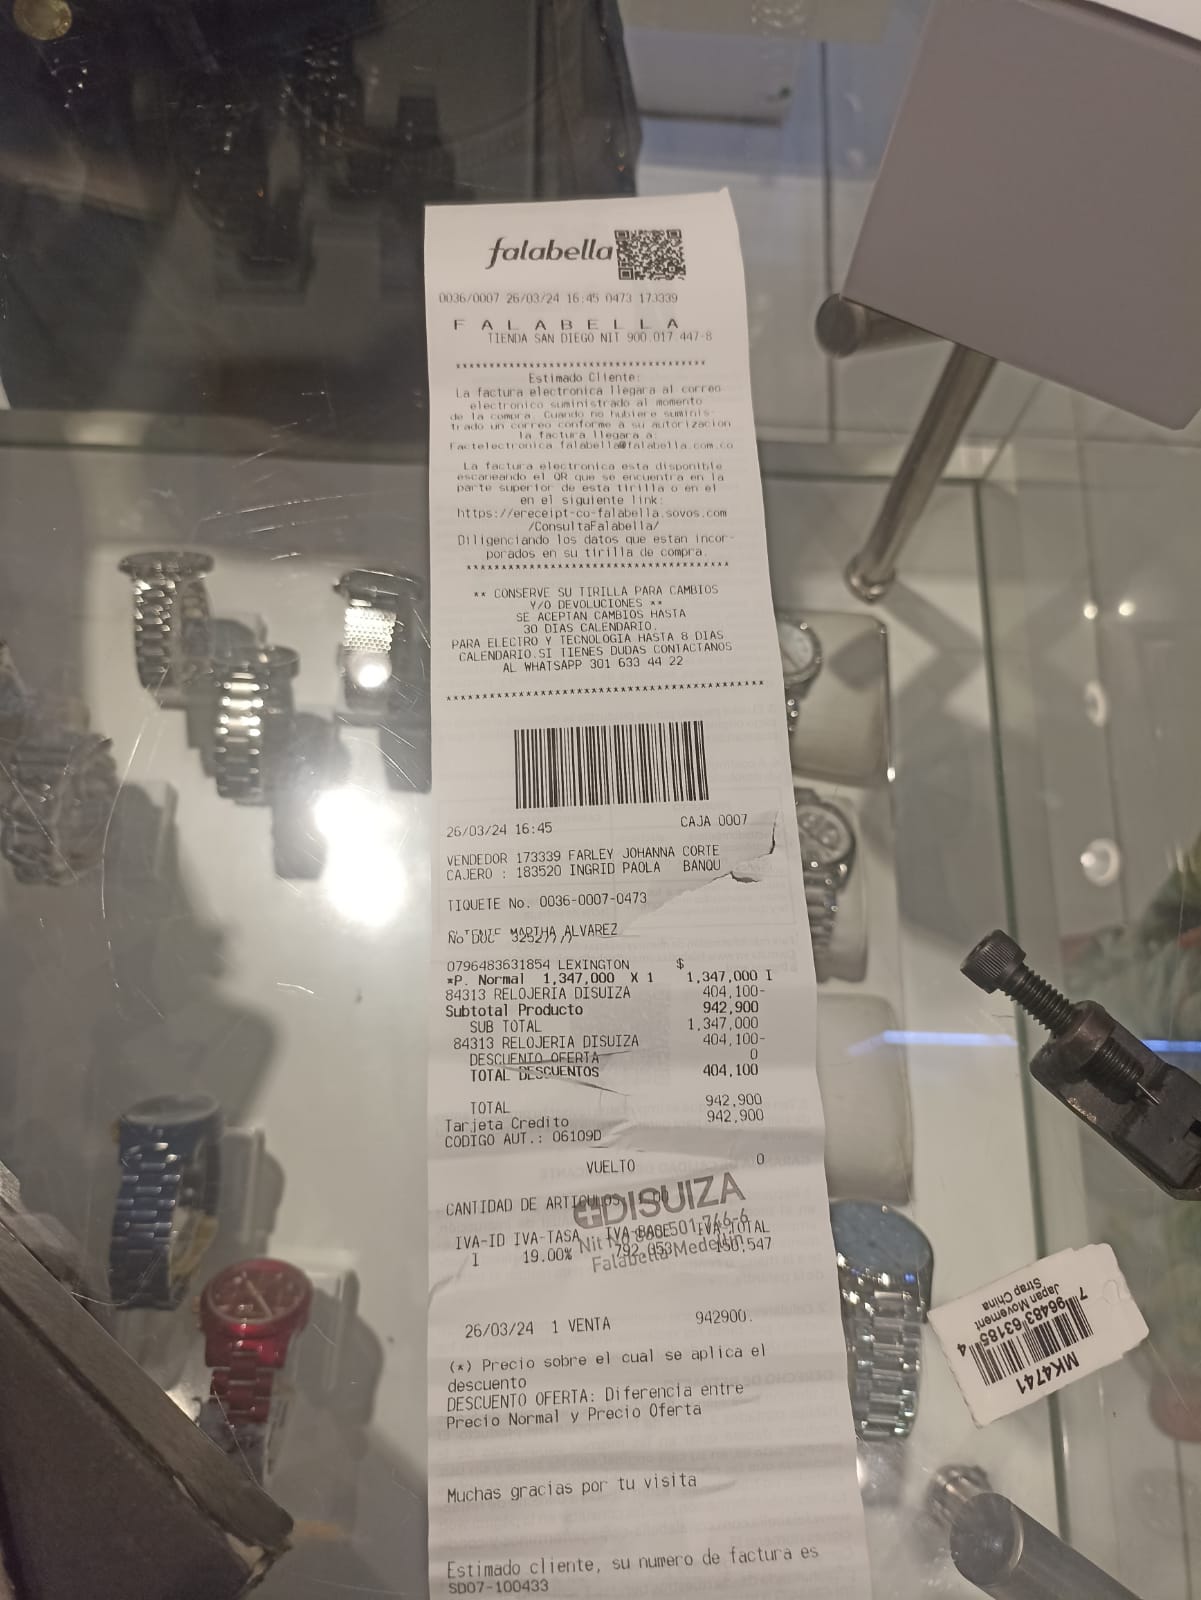 falabella
0036/0007 26/03/24 16:45 0473 173339
F A L A B E L L A
TIENDA SAN DIEGO NIT 900.017.447-8
Estimado Cliente:
La factura electronica llegara al correo
electronico suministrado al momento
de la compra. Cuando no hubiere suminis-
trado un correo conforme a su autorizacion
la factura llegara a:
Factelectronica.falabella@falabella.com.co
La factura electronica esta disponible
escaneando el QR que se encuentra en la
parte superior de esta tirilla o en el
en el siguiente link:
https://ereceipt-co-falabella.sovos.com
/ConsultaFalabella/
Diligenciando los datos que estan incor-
porados en su tirilla de compra.
** CONSERVE SU TIRILLA PARA CAMBIOS
Y/O DEVOLUCIONES **
SE ACEPTAN CAMBIOS HASTA
30 DIAS CALENDARIO.
PARA ELECTRO Y TECNOLOGIA HASTA 8 DIAS
CALENDARIO.SI TIENES DUDAS CONTACTANOS
AL WHATSAPP 301 633 44 22
26/03/24 16:45 CAJA 0007
VENDEDOR 173339 FARLEY JOHANNA CORTE
CAJERO : 183520 INGRID PAOLA BANQU
TIQUETE No. 0036-0007-0473
MARTHA ALVAREZ
No DOC
0796483631854 LEXINGTON $
*P. Normal 1,347,000 X 1 1,347,000 I
84313 RELOJERIA DISUIZA 404,100-
Subtotal Producto 942,900
SUB TOTAL 1,347,000
84313 RELOJERIA DISUIZA 404,100-
DESCUENTO OFERTA 0
TOTAL DESCUENTOS 404,100
TOTAL 942,900
Tarjeta Credito 942,900
CODIGO AUT.: 06109D
VUELTO 0
CANTIDAD DE ARTICULOS:
DISUIZA
IVA-ID IVA-TASA IVA-BASE IVA-TOTAL
I 19.00% 792,353 150,547
Falabella Medellin
26/03/24 1 VENTA 942900.
(*) Precio sobre el cual se aplica el
descuento
DESCUENTO OFERTA: Diferencia entre
Precio Normal y Precio Oferta
Muchas gracias por tu visita
Estimado cliente, su numero de factura es
SD07-100433
MK4741
7 96483 63185 4
Japan Movement
Strap China